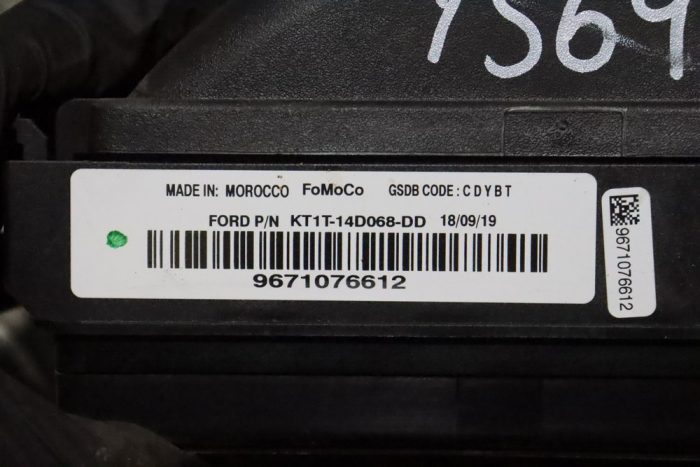 1569
MADE IN: MOROCCO FoMoCo GSDB CODE: C D Y B T
FORD P/N KT1T-14D068-DD 18/09/19
9671076612
9671076612